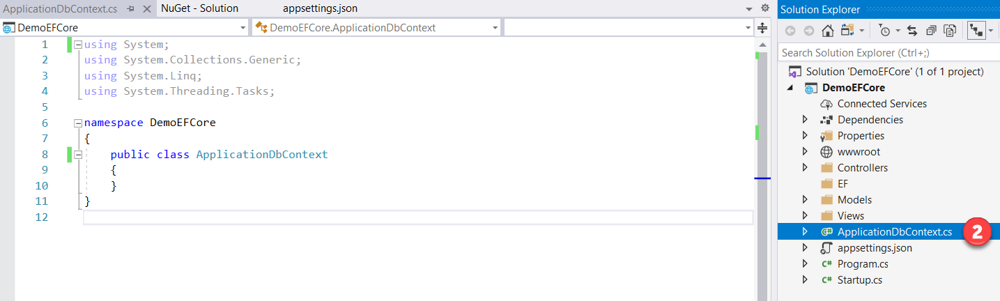 ApplicationDbContext.cs NuGet - Solution appsettings.json
DemoEFCore DemoEFCore.ApplicationDbContext
1 using System;
2 using System.Collections.Generic;
3 using System.Linq;
4 using System.Threading.Tasks;
5
6 namespace DemoEFCore
7 {
8 public class ApplicationDbContext
9 {
10 }
11 }
12
Solution Explorer
Search Solution Explorer (Ctrl+;)
Solution 'DemoEFCore' (1 of 1 project)
DemoEFCore
Connected Services
Dependencies
Properties
wwwroot
Controllers
EF
Models
Views
C# ApplicationDbContext.cs 2
appsettings.json
C# Program.cs
C# Startup.cs